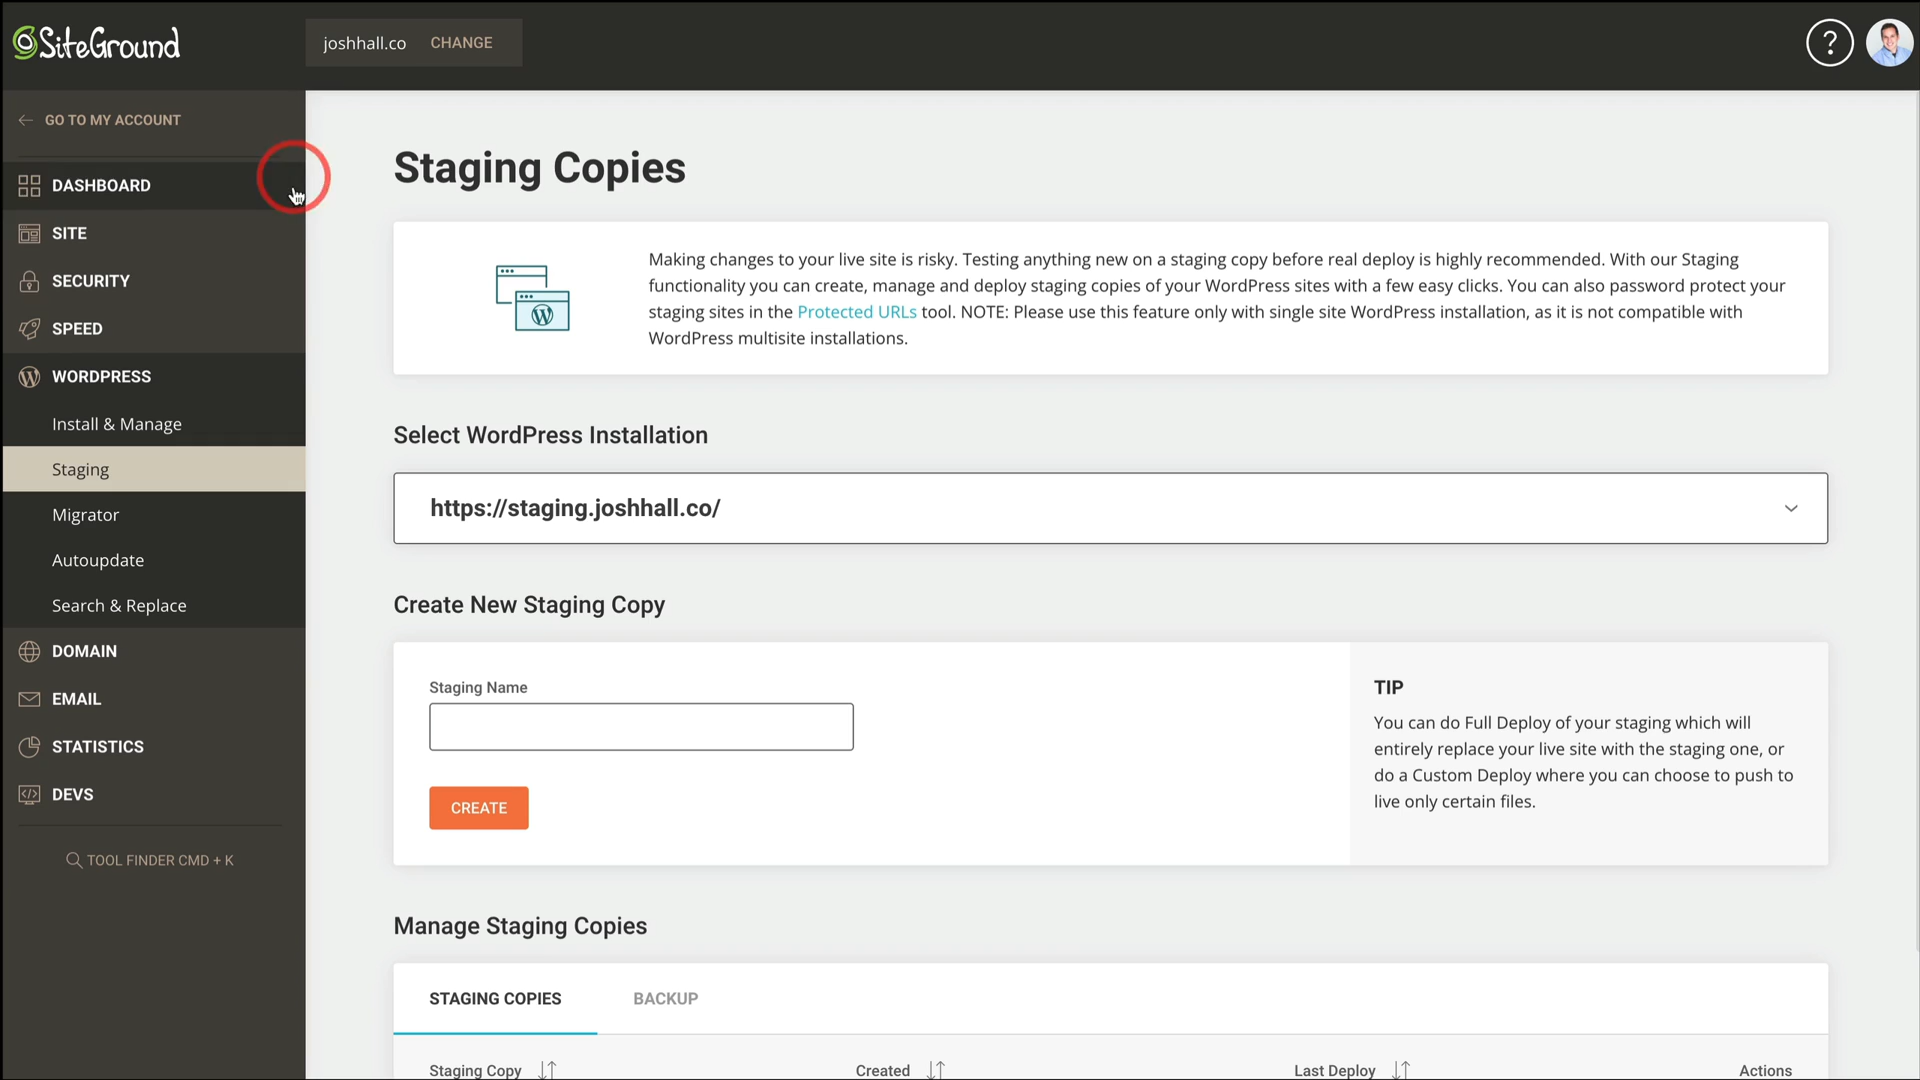 SiteGround
joshhall.co CHANGE
?
GO TO MY ACCOUNT
DASHBOARD
SITE
SECURITY
SPEED
WORDPRESS
Install & Manage
Staging
Migrator
Autoupdate
Search & Replace
DOMAIN
EMAIL
STATISTICS
DEVS
TOOL FINDER CMD + K
Staging Copies
Making changes to your live site is risky. Testing anything new on a staging copy before real deploy is highly recommended. With our Staging
functionality you can create, manage and deploy staging copies of your WordPress sites with a few easy clicks. You can also password protect your
staging sites in the Protected URLs tool. NOTE: Please use this feature only with single site WordPress installation, as it is not compatible with
WordPress multisite installations.
Select WordPress Installation
https://staging.joshhall.co/
Create New Staging Copy
Staging Name
CREATE
TIP
You can do Full Deploy of your staging which will
entirely replace your live site with the staging one, or
do a Custom Deploy where you can choose to push to
live only certain files.
Manage Staging Copies
STAGING COPIES BACKUP
Staging Copy Created Last Deploy Actions